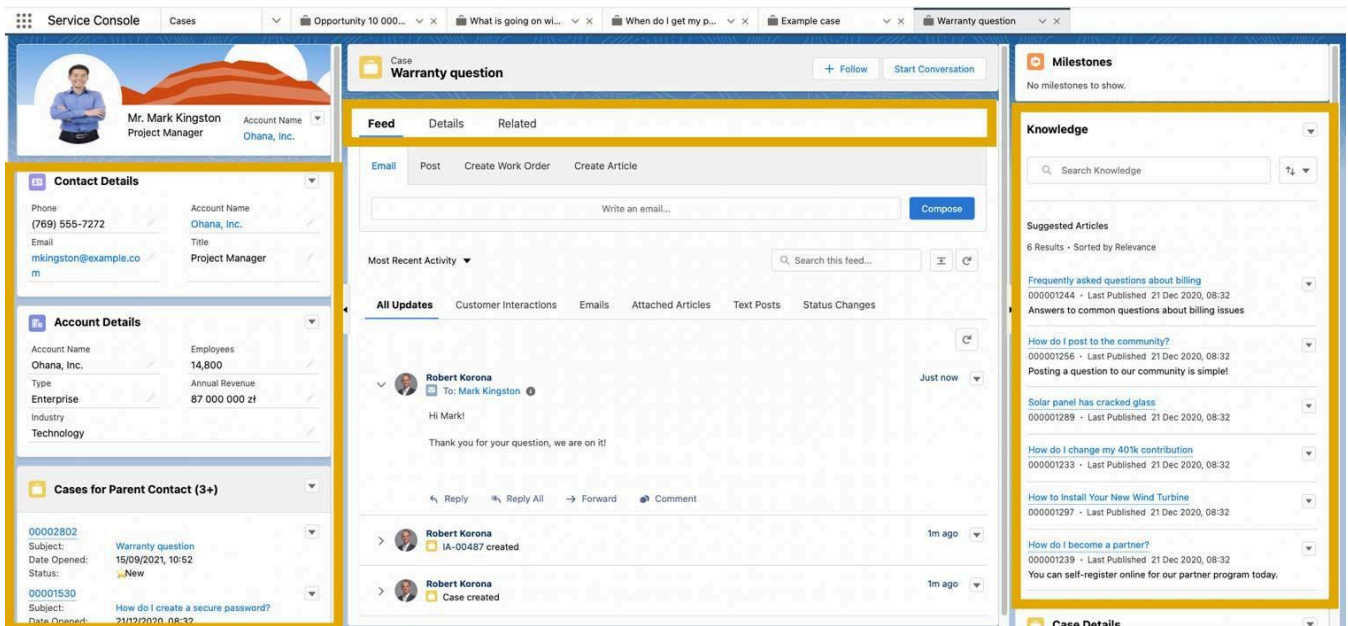 Service Console
Cases
Opportunity 10 000...
What is going on wi...
When do I get my p...
Example case
Warranty question
Mr. Mark Kingston
Project Manager
Account Name
Ohana, Inc.
Contact Details
Phone
Account Name
(769) 555-7272
Ohana, Inc.
Email
Title
mkingston@example.co
m
Project Manager
Account Details
Account Name
Employees
Ohana, Inc.
14,800
Type
Annual Revenue
Enterprise
87 000 000 zł
Industry
Technology
Cases for Parent Contact (3+)
00002802
Subject: Warranty question
Date Opened: 15/09/2021, 10:52
Status: New
00001530
Subject: How do I create a secure password?
Date Opened: 21/12/2020, 08:32
Case
Warranty question
+ Follow
Start Conversation
Feed
Details
Related
Email
Post
Create Work Order
Create Article
Write an email...
Compose
Most Recent Activity
Search this feed...
All Updates
Customer Interactions
Emails
Attached Articles
Text Posts
Status Changes
Robert Korona
Just now
To: Mark Kingston
Hi Mark!
Thank you for your question, we are on it!
Reply
Reply All
Forward
Comment
Robert Korona
1m ago
IA-00487 created
Robert Korona
1m ago
Case created
Milestones
No milestones to show.
Knowledge
Search Knowledge
Suggested Articles
6 Results • Sorted by Relevance
Frequently asked questions about billing
000001244 • Last Published 21 Dec 2020, 08:32
Answers to common questions about billing issues
How do I post to the community?
000001256 • Last Published 21 Dec 2020, 08:32
Posting a question to our community is simple!
Solar panel has cracked glass
000001289 • Last Published 21 Dec 2020, 08:32
How do I change my 401k contribution
000001233 • Last Published 21 Dec 2020, 08:32
How to Install Your New Wind Turbine
000001297 • Last Published 21 Dec 2020, 08:32
How do I become a partner?
000001239 • Last Published 21 Dec 2020, 08:32
You can self-register online for our partner program today.
Case Details